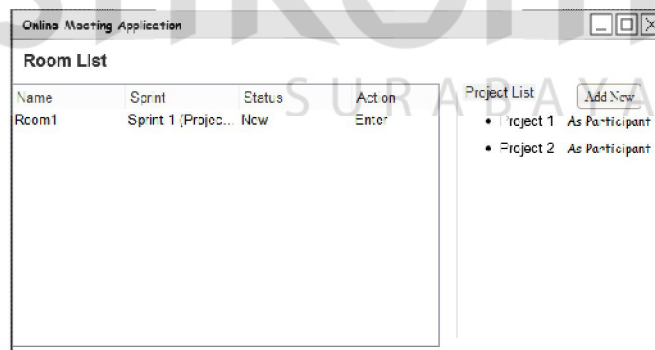 Online Meeting Application
Room List
SURABAYA
Name Sprint Status Action
Room1 Sprint 1 (Projec... New Enter
Project List Add New
Project 1 As Participant
Project 2 As Participant